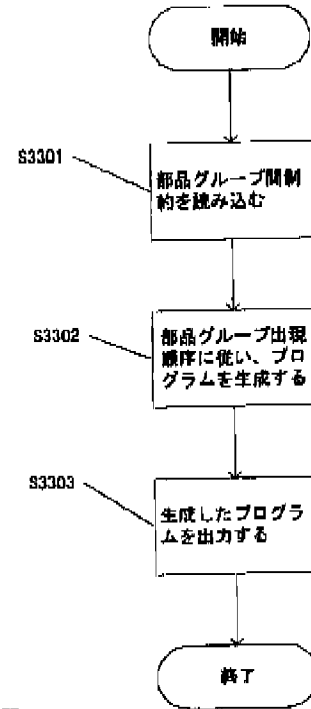 開始
S3301
部品グループ間制
約を読み込む
S3302
部品グループ出現
順序に従い、プロ
グラムを生成する
S3303
生成したプログラ
ムを出力する
終了